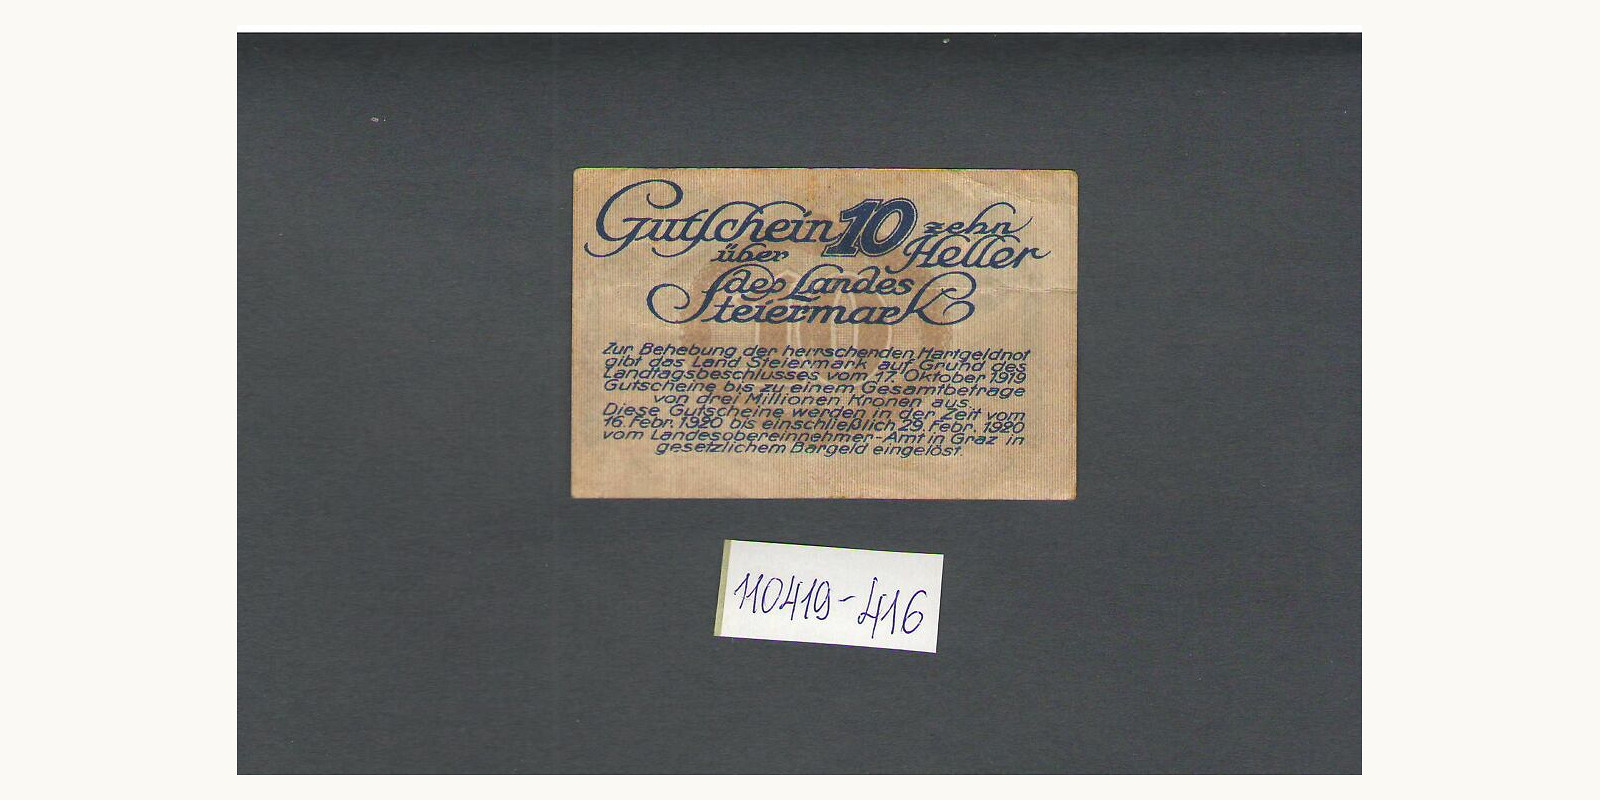 Gutschein 10 zehn
über Heller
des Landes
Steiermark
Zur Behebung der herrschenden Hartgeldnot
gibt das Land Steiermark auf Grund des
Landtagsbeschlusses vom 17. Oktober 1919
Gutscheine bis zu einem Gesamtbetrage
von drei Millionen Kronen aus.
Diese Gutscheine werden in der Zeit vom
16. Febr. 1920 bis einschließlich 29. Febr. 1920
vom Landesobereinnehmer-Amt in Graz in
gesetzlichem Bargeld eingelöst.
110419-416